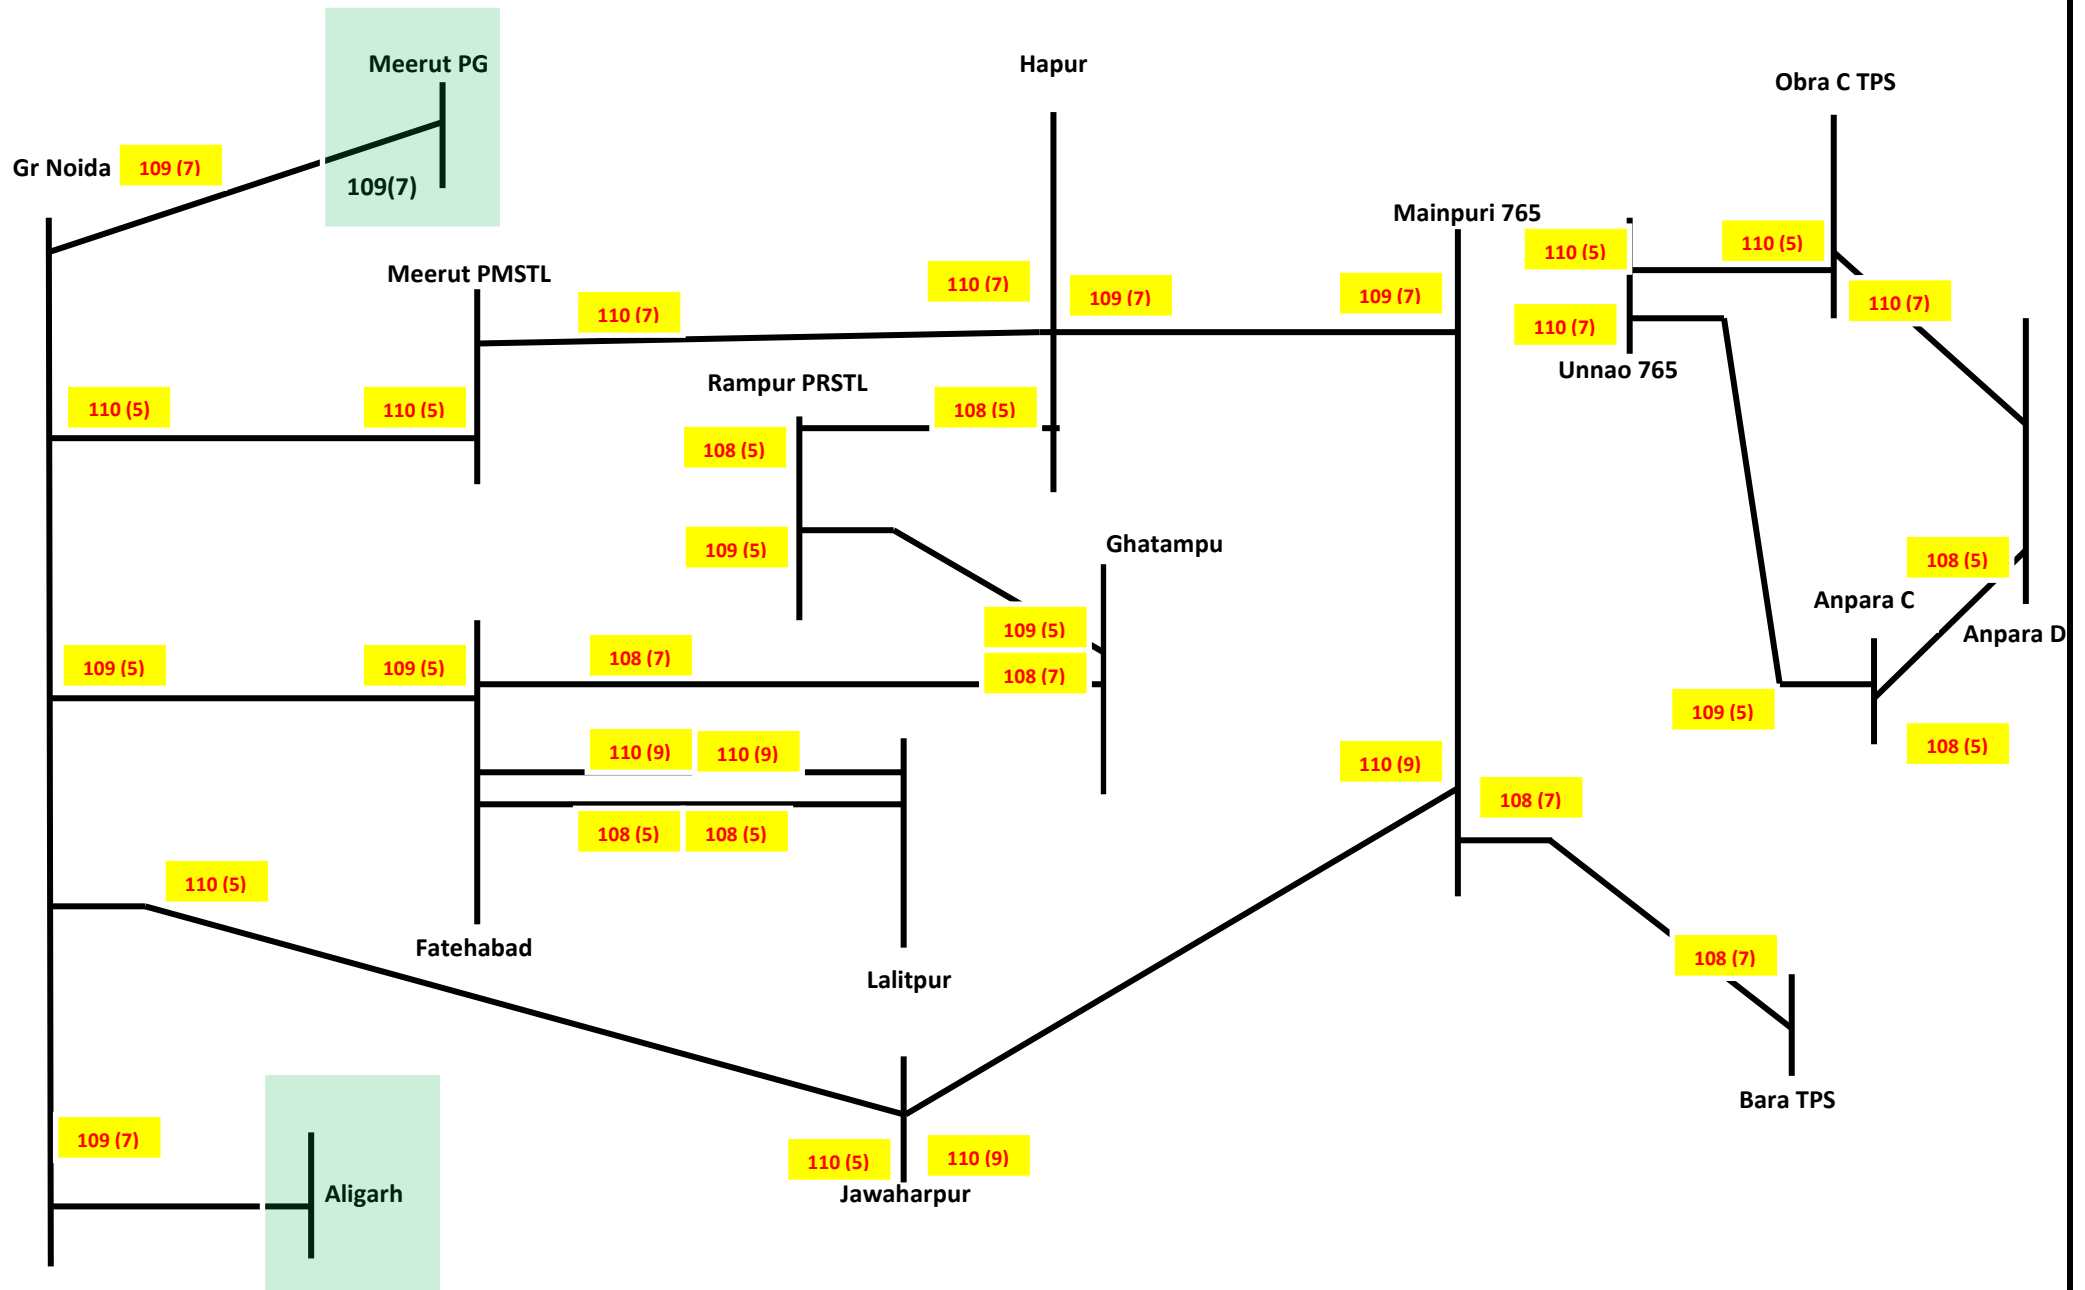 Meerut PG
Hapur
Obra C TPS
Gr Noida
109 (7)
109(7)
Mainpuri 765
110 (5)
110 (5)
Meerut PMSTL
110 (7)
109 (7)
109 (7)
110 (7)
110 (7)
110 (7)
Unnao 765
Rampur PRSTL
110 (5)
110 (5)
108 (5)
108 (5)
109 (5)
Ghatampu
108 (5)
Anpara C
Anpara D
109 (5)
109 (5)
109 (5)
108 (7)
108 (7)
109 (5)
108 (5)
110 (9)
110 (9)
110 (9)
108 (7)
108 (5)
108 (5)
110 (5)
Fatehabad
108 (7)
Lalitpur
Bara TPS
109 (7)
110 (5)
110 (9)
Aligarh
Jawaharpur